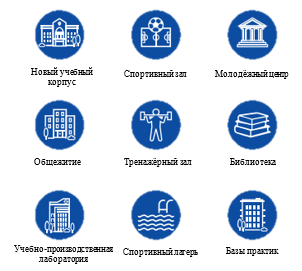 Новый учебный
корпус
Спортивный зал
Молодёжный центр
Общежитие
Тренажёрный зал
Библиотека
Учебно-производственная
лаборатория
Спортивный лагерь
Базы практик